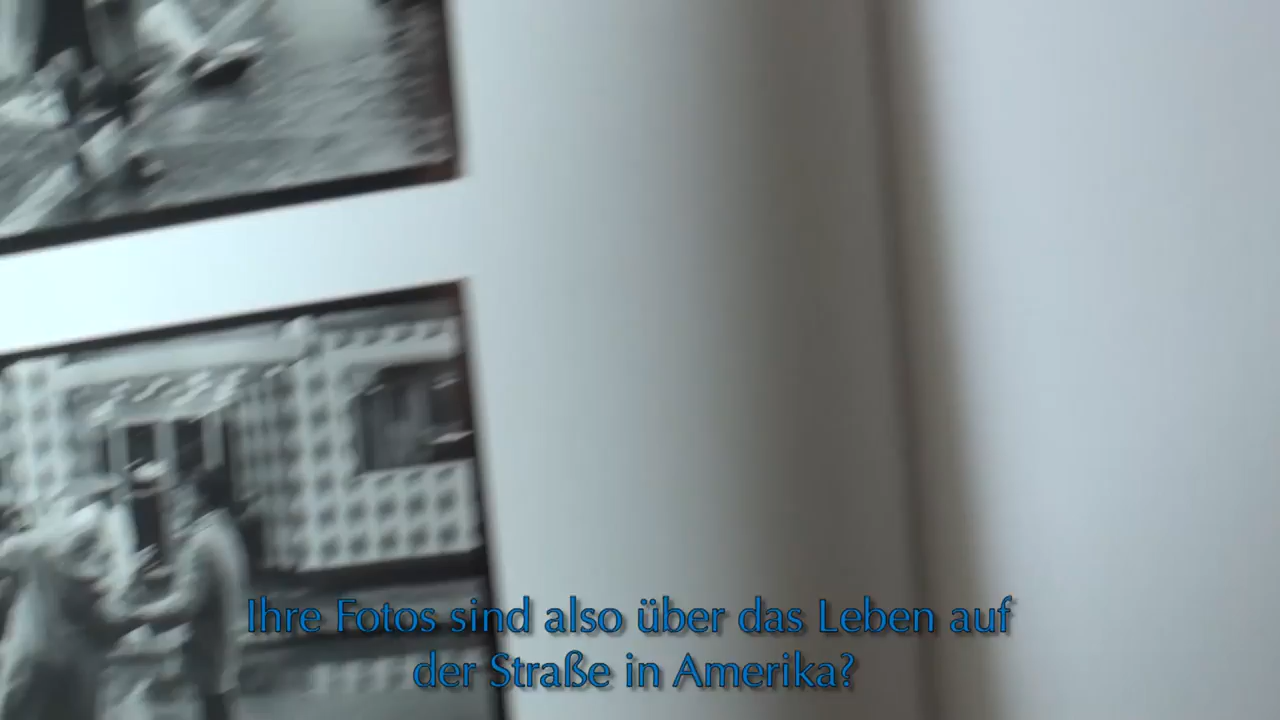 Ihre Fotos sind also über das Leben auf
der Straße in Amerika?